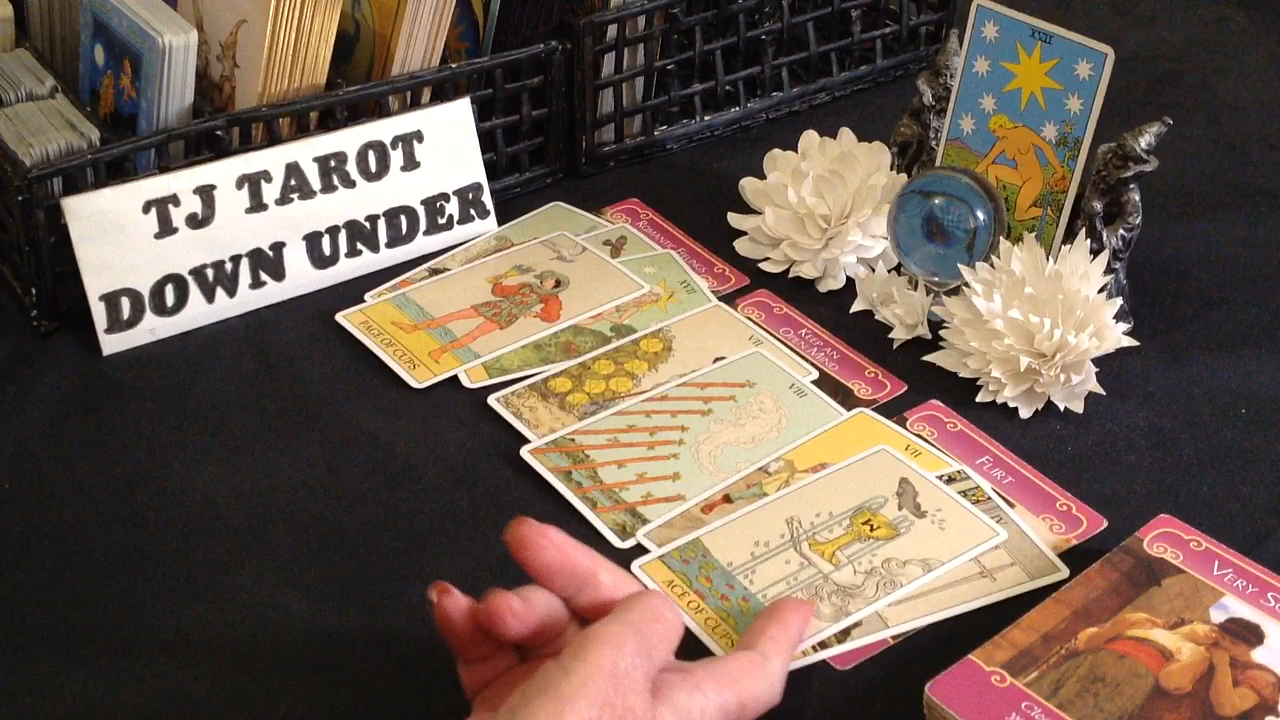 TJ TAROT
DOWN UNDER
XVII
ROMANTIC FEELINGS
XVII
PAGE OF CUPS
KEEP AN
OPEN MIND
VII
VIII
FLIRT
VII
IV
ACE OF CUPS
VERY